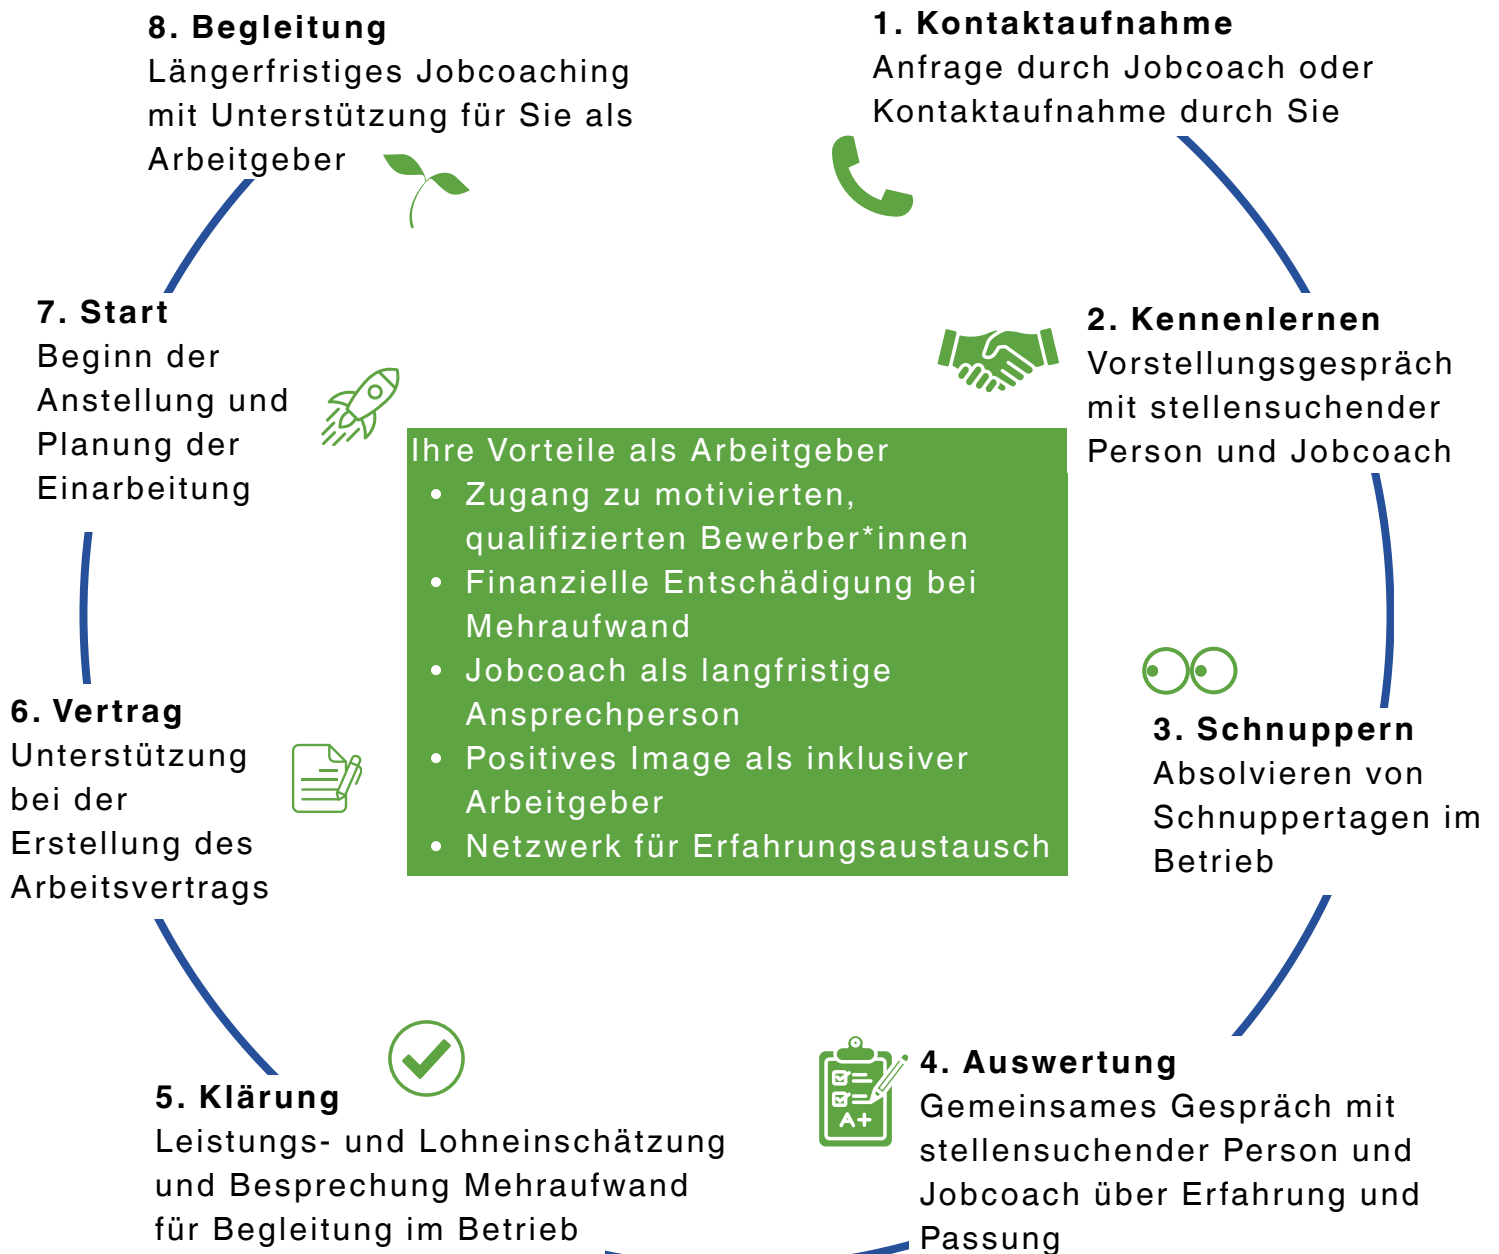 1. Kontaktaufnahme
Anfrage durch Jobcoach oder
Kontaktaufnahme durch Sie
2. Kennenlernen
Vorstellungsgespräch
mit stellensuchender
Person und Jobcoach
3. Schnuppern
Absolvieren von
Schnuppertagen im
Betrieb
4. Auswertung
Gemeinsames Gespräch mit
stellensuchender Person und
Jobcoach über Erfahrung und
Passung
A+
5. Klärung
Leistungs- und Lohneinschätzung
und Besprechung Mehraufwand
für Begleitung im Betrieb
6. Vertrag
Unterstützung
bei der
Erstellung des
Arbeitsvertrags
7. Start
Beginn der
Anstellung und
Planung der
Einarbeitung
8. Begleitung
Längerfristiges Jobcoaching
mit Unterstützung für Sie als
Arbeitgeber
Ihre Vorteile als Arbeitgeber
• Zugang zu motivierten,
qualifizierten Bewerber*innen
• Finanzielle Entschädigung bei
Mehraufwand
• Jobcoach als langfristige
Ansprechperson
• Positives Image als inklusiver
Arbeitgeber
• Netzwerk für Erfahrungsaustausch